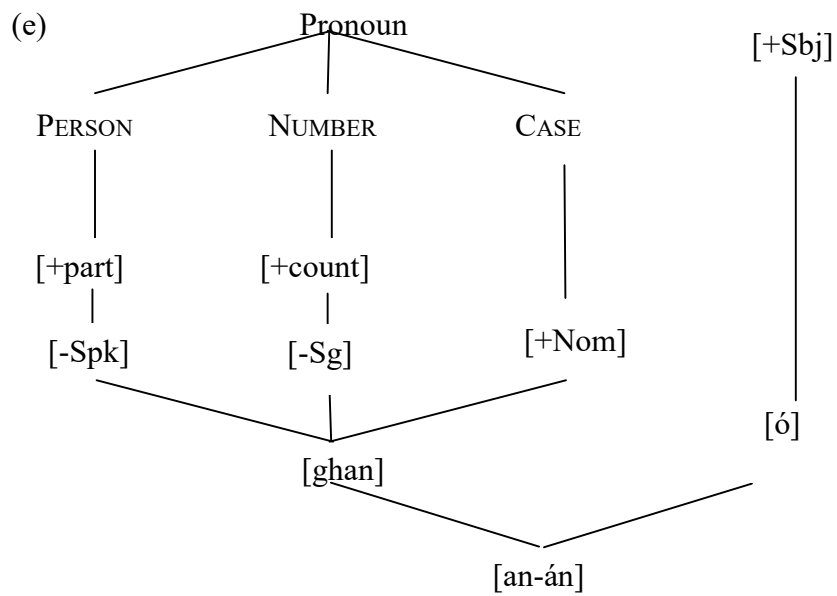 (e) Pronoun [+Sbj]
PERSON NUMBER CASE
[+part] [+count]
[-Spk] [-Sg] [+Nom]
[ó]
[ghan]
[an-án]